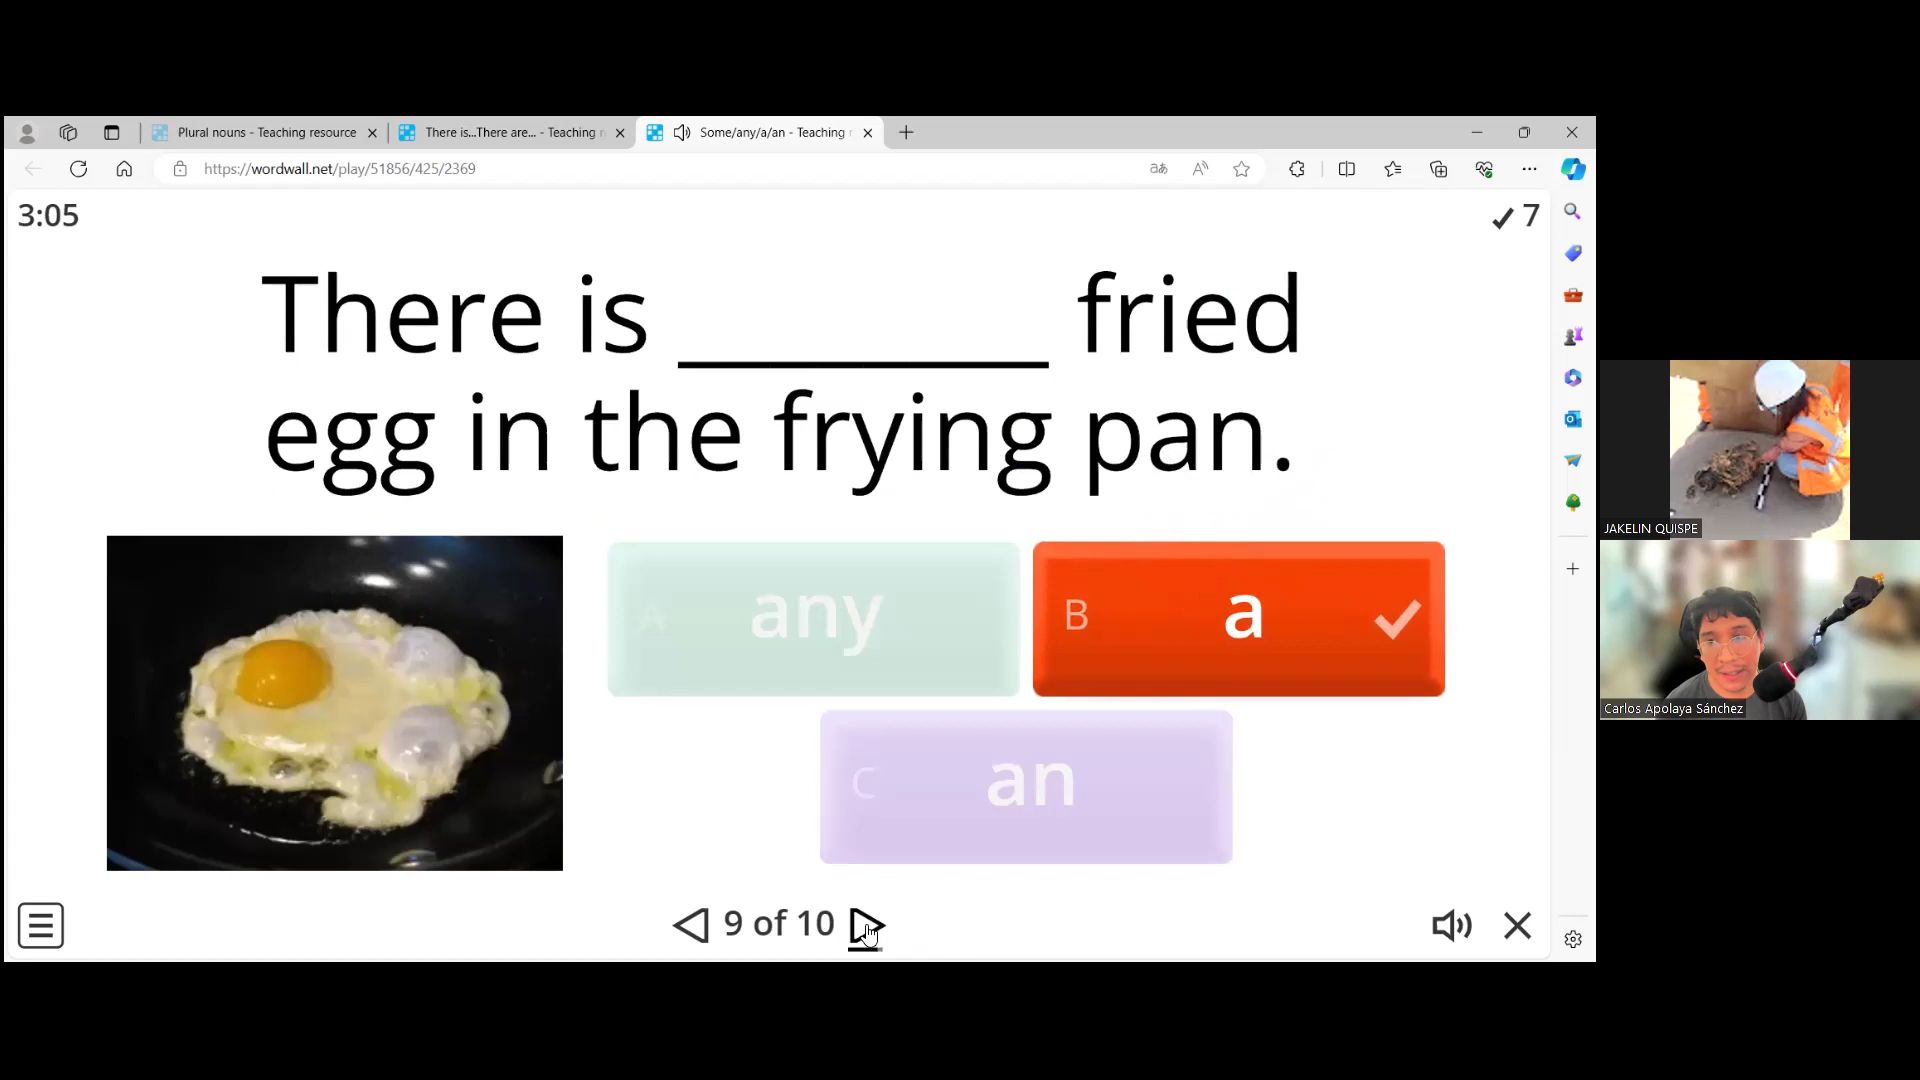 Plural nouns - Teaching resource
There is...There are... - Teaching r
Some/any/a/an - Teaching r
https://wordwall.net/play/51856/425/2369
3:05
7
There is ________ fried
egg in the frying pan.
A any
B a
C an
9 of 10
JAKELIN QUISPE
Carlos Apolaya Sánchez